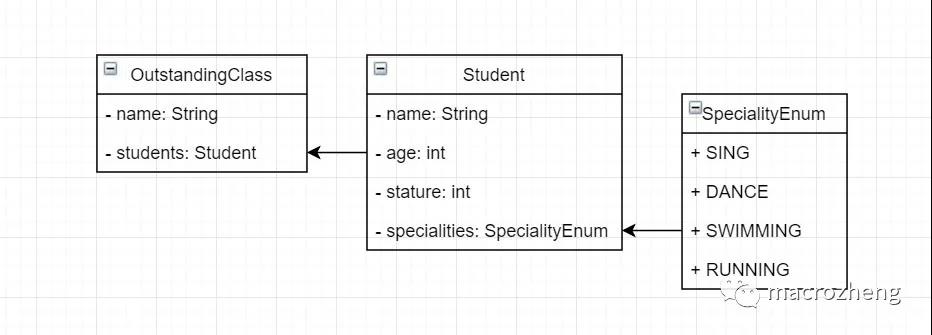 OutstandingClass
- name: String
- students: Student
Student
- name: String
- age: int
- stature: int
- specialities: SpecialityEnum
SpecialityEnum
+ SING
+ DANCE
+ SWIMMING
+ RUNNING
macrozheng